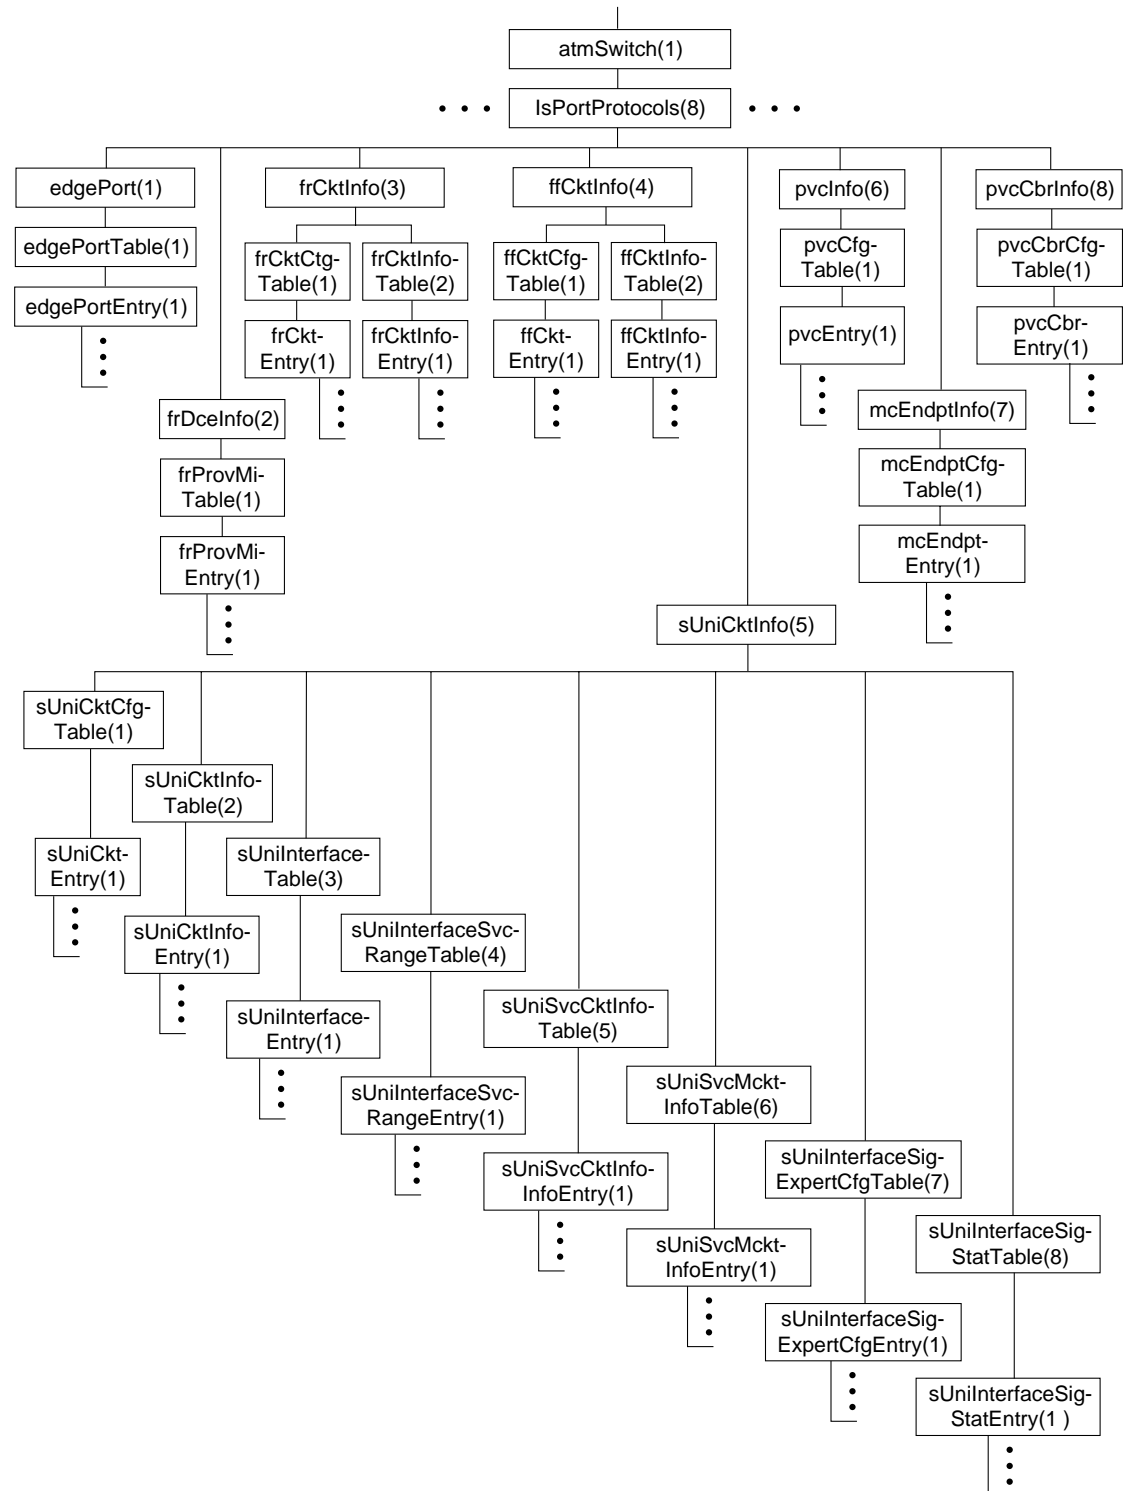 atmSwitch(1)
IsPortProtocols(8)
edgePort(1)
frCktInfo(3)
ffCktInfo(4)
pvcInfo(6)
pvcCbrInfo(8)
edgePortTable(1)
frCktCtg-
Table(1)
frCktInfo-
Table(2)
ffCktCfg-
Table(1)
ffCktInfo-
Table(2)
pvcCfg-
Table(1)
pvcCbrCfg-
Table(1)
edgePortEntry(1)
frCkt-
Entry(1)
frCktInfo-
Entry(1)
ffCkt-
Entry(1)
ffCktInfo-
Entry(1)
pvcEntry(1)
pvcCbr-
Entry(1)
frDceInfo(2)
mcEndptInfo(7)
frProvMi-
Table(1)
mcEndptCfg-
Table(1)
frProvMi-
Entry(1)
mcEndpt-
Entry(1)
sUniCktInfo(5)
sUniCktCfg-
Table(1)
sUniCktInfo-
Table(2)
sUniCkt-
Entry(1)
sUniInterface-
Table(3)
sUniCktInfo-
Entry(1)
sUniInterfaceSvc-
RangeTable(4)
sUniInterface-
Entry(1)
sUniSvcCktInfo-
Table(5)
sUniInterfaceSvc-
RangeEntry(1)
sUniSvcMckt-
InfoTable(6)
sUniSvcCktInfo-
InfoEntry(1)
sUniInterfaceSig-
ExpertCfgTable(7)
sUniSvcMckt-
InfoEntry(1)
sUniInterfaceSig-
StatTable(8)
sUniInterfaceSig-
ExpertCfgEntry(1)
sUniInterfaceSig-
StatEntry(1 )